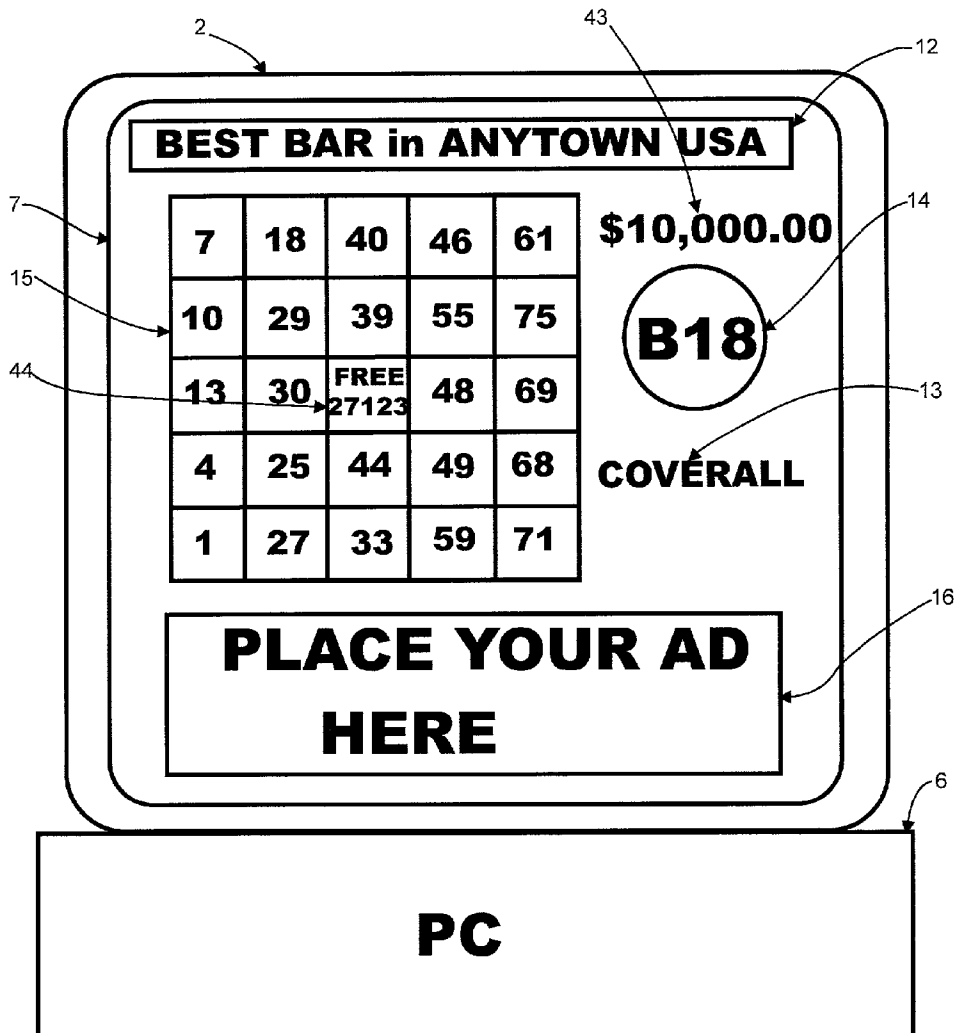 43
2
12
BEST BAR in ANYTOWN USA
7
14
$10,000.00
7 18 40 46 61
15
B18
10 29 39 55 75
44
13 30 FREE 27123 48 69
13
COVERALL
4 25 44 49 68
1 27 33 59 71
16
PLACE YOUR AD
HERE
6
PC